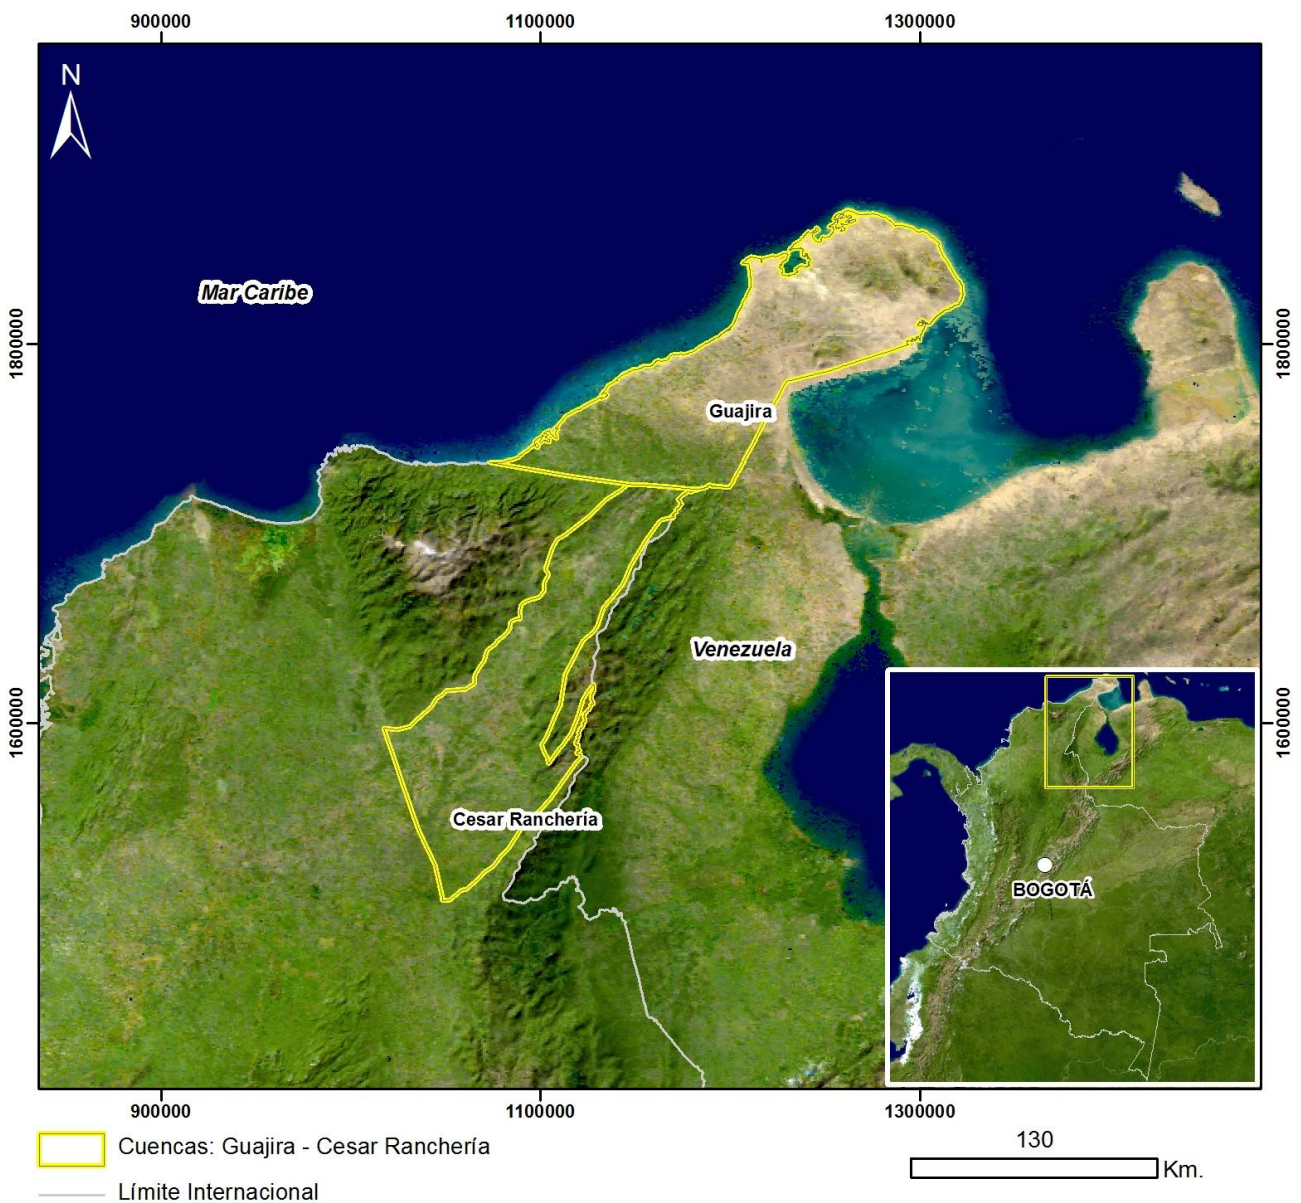 900000 1100000 1300000
N
Mar Caribe
1800000 1800000
Guajira
Venezuela
1600000 1600000
Cesar Ranchería
BOGOTÁ
900000 1100000 1300000
Cuencas: Guajira - Cesar Ranchería
130
Km.
Límite Internacional